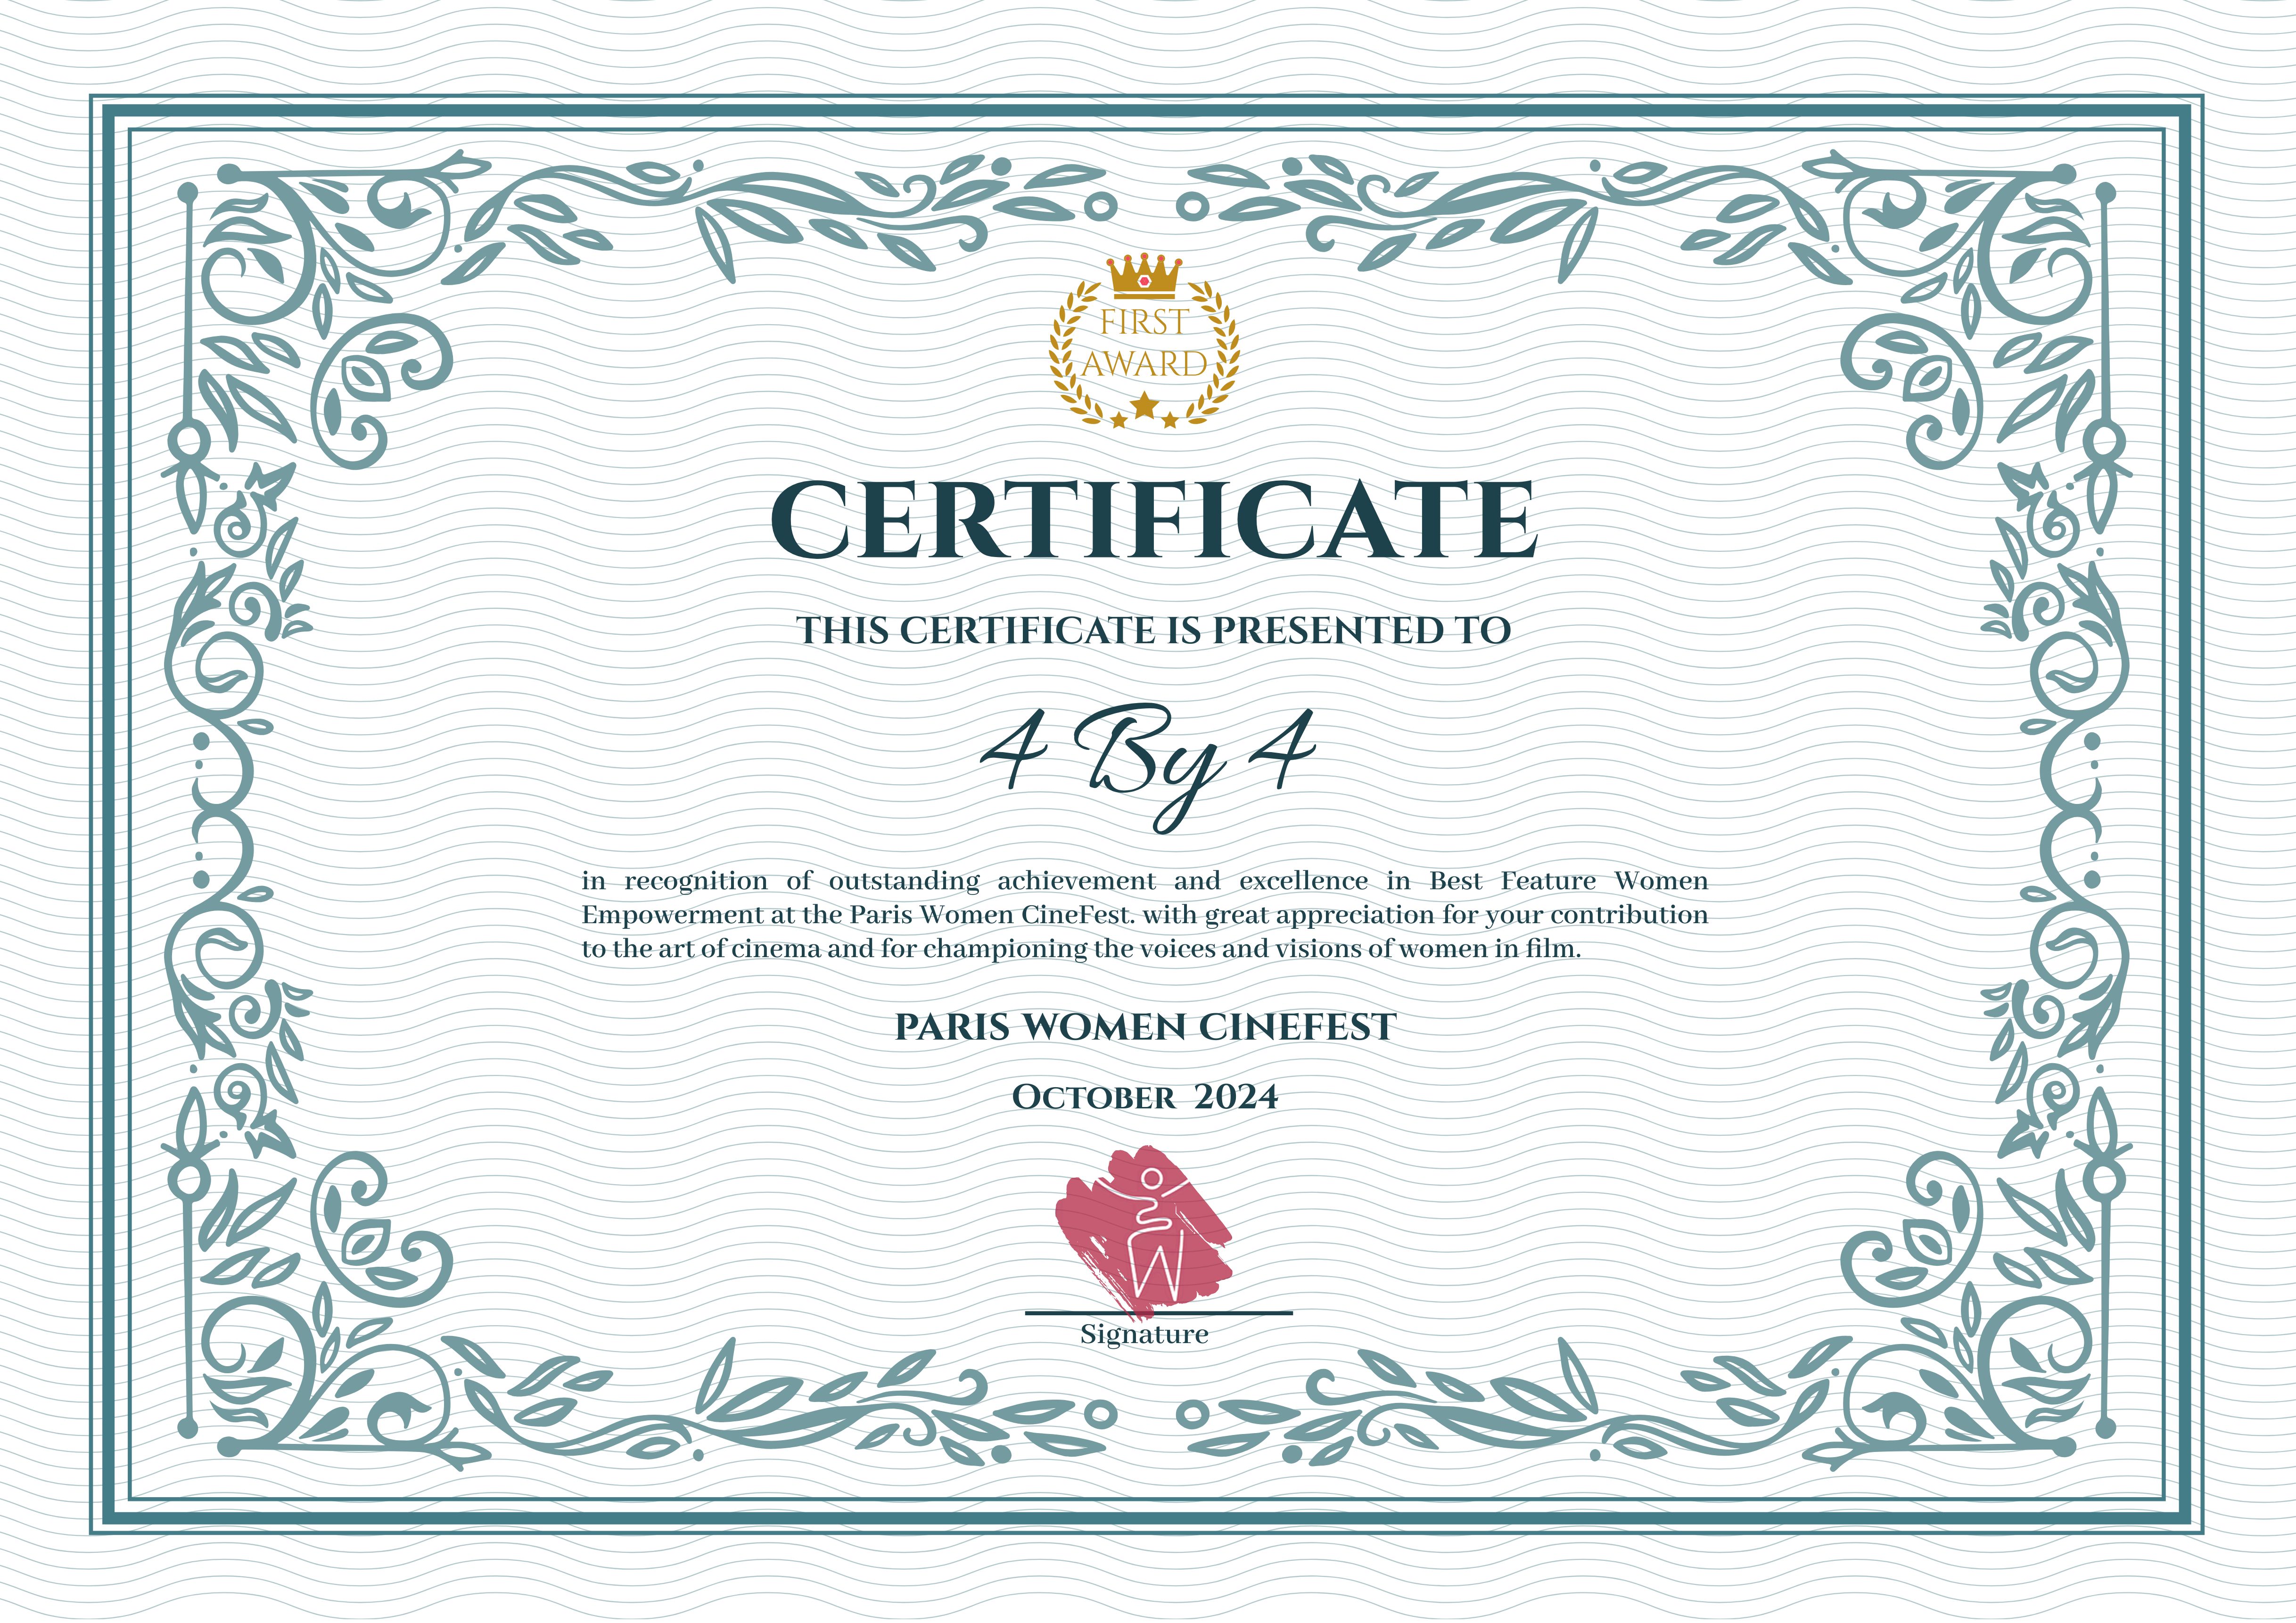 FIRST
AWARD
CERTIFICATE
THIS CERTIFICATE IS PRESENTED TO
4 By 4
in recognition of outstanding achievement and excellence in Best Feature Women
Empowerment at the Paris Women CineFest. with great appreciation for your contribution
to the art of cinema and for championing the voices and visions of women in film.
PARIS WOMEN CINEFEST
October 2024
Signature